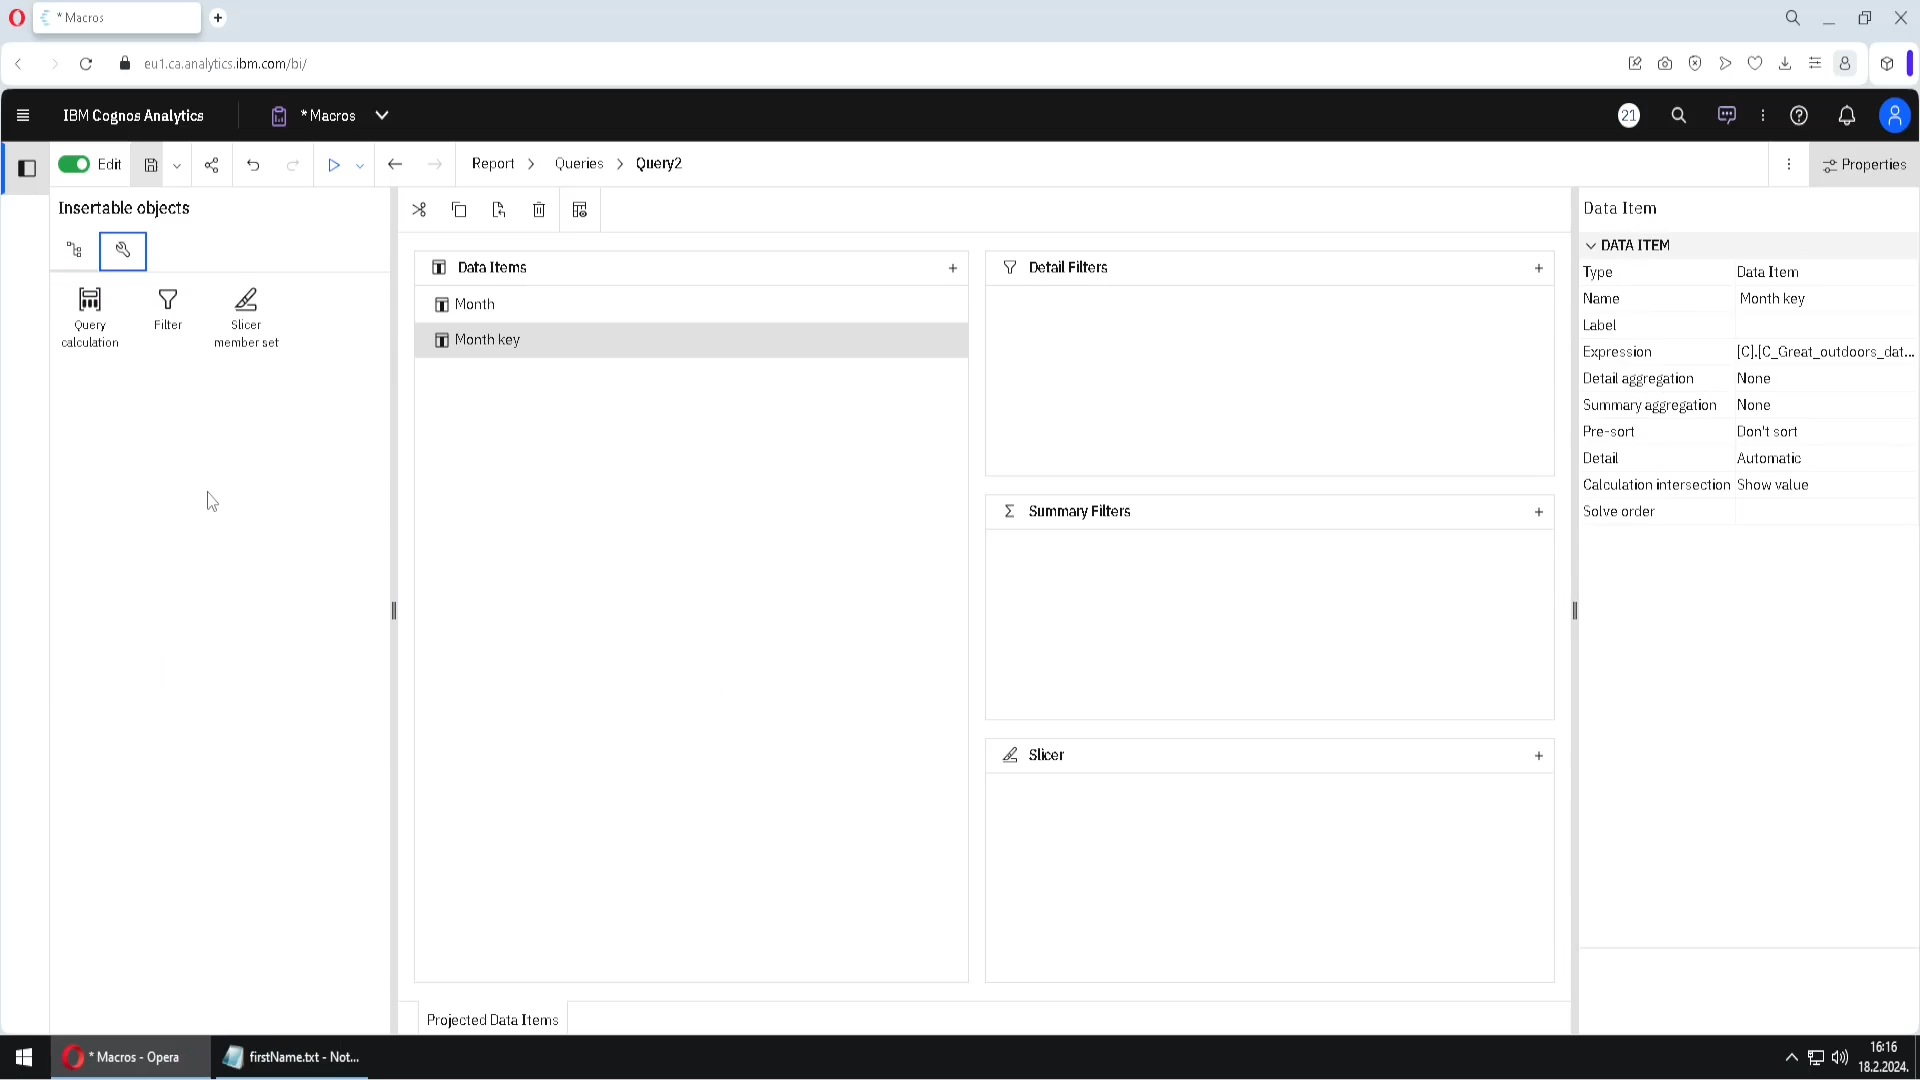 * Macros
eu1.ca.analytics.ibm.com/bi/
IBM Cognos Analytics
* Macros
21
Edit
Report
Queries
Query2
Properties
Insertable objects
Query
calculation
Filter
Slicer
member set
Data Items
Month
Month key
Detail Filters
Summary Filters
Slicer
Projected Data Items
Data Item
DATA ITEM
Type Data Item
Name Month key
Label
Expression [C].[C_Great_outdoors_dat...
Detail aggregation None
Summary aggregation None
Pre-sort Don't sort
Detail Automatic
Calculation intersection Show value
Solve order
* Macros - Opera
firstName.txt - Not...
16:16
18.2.2024.